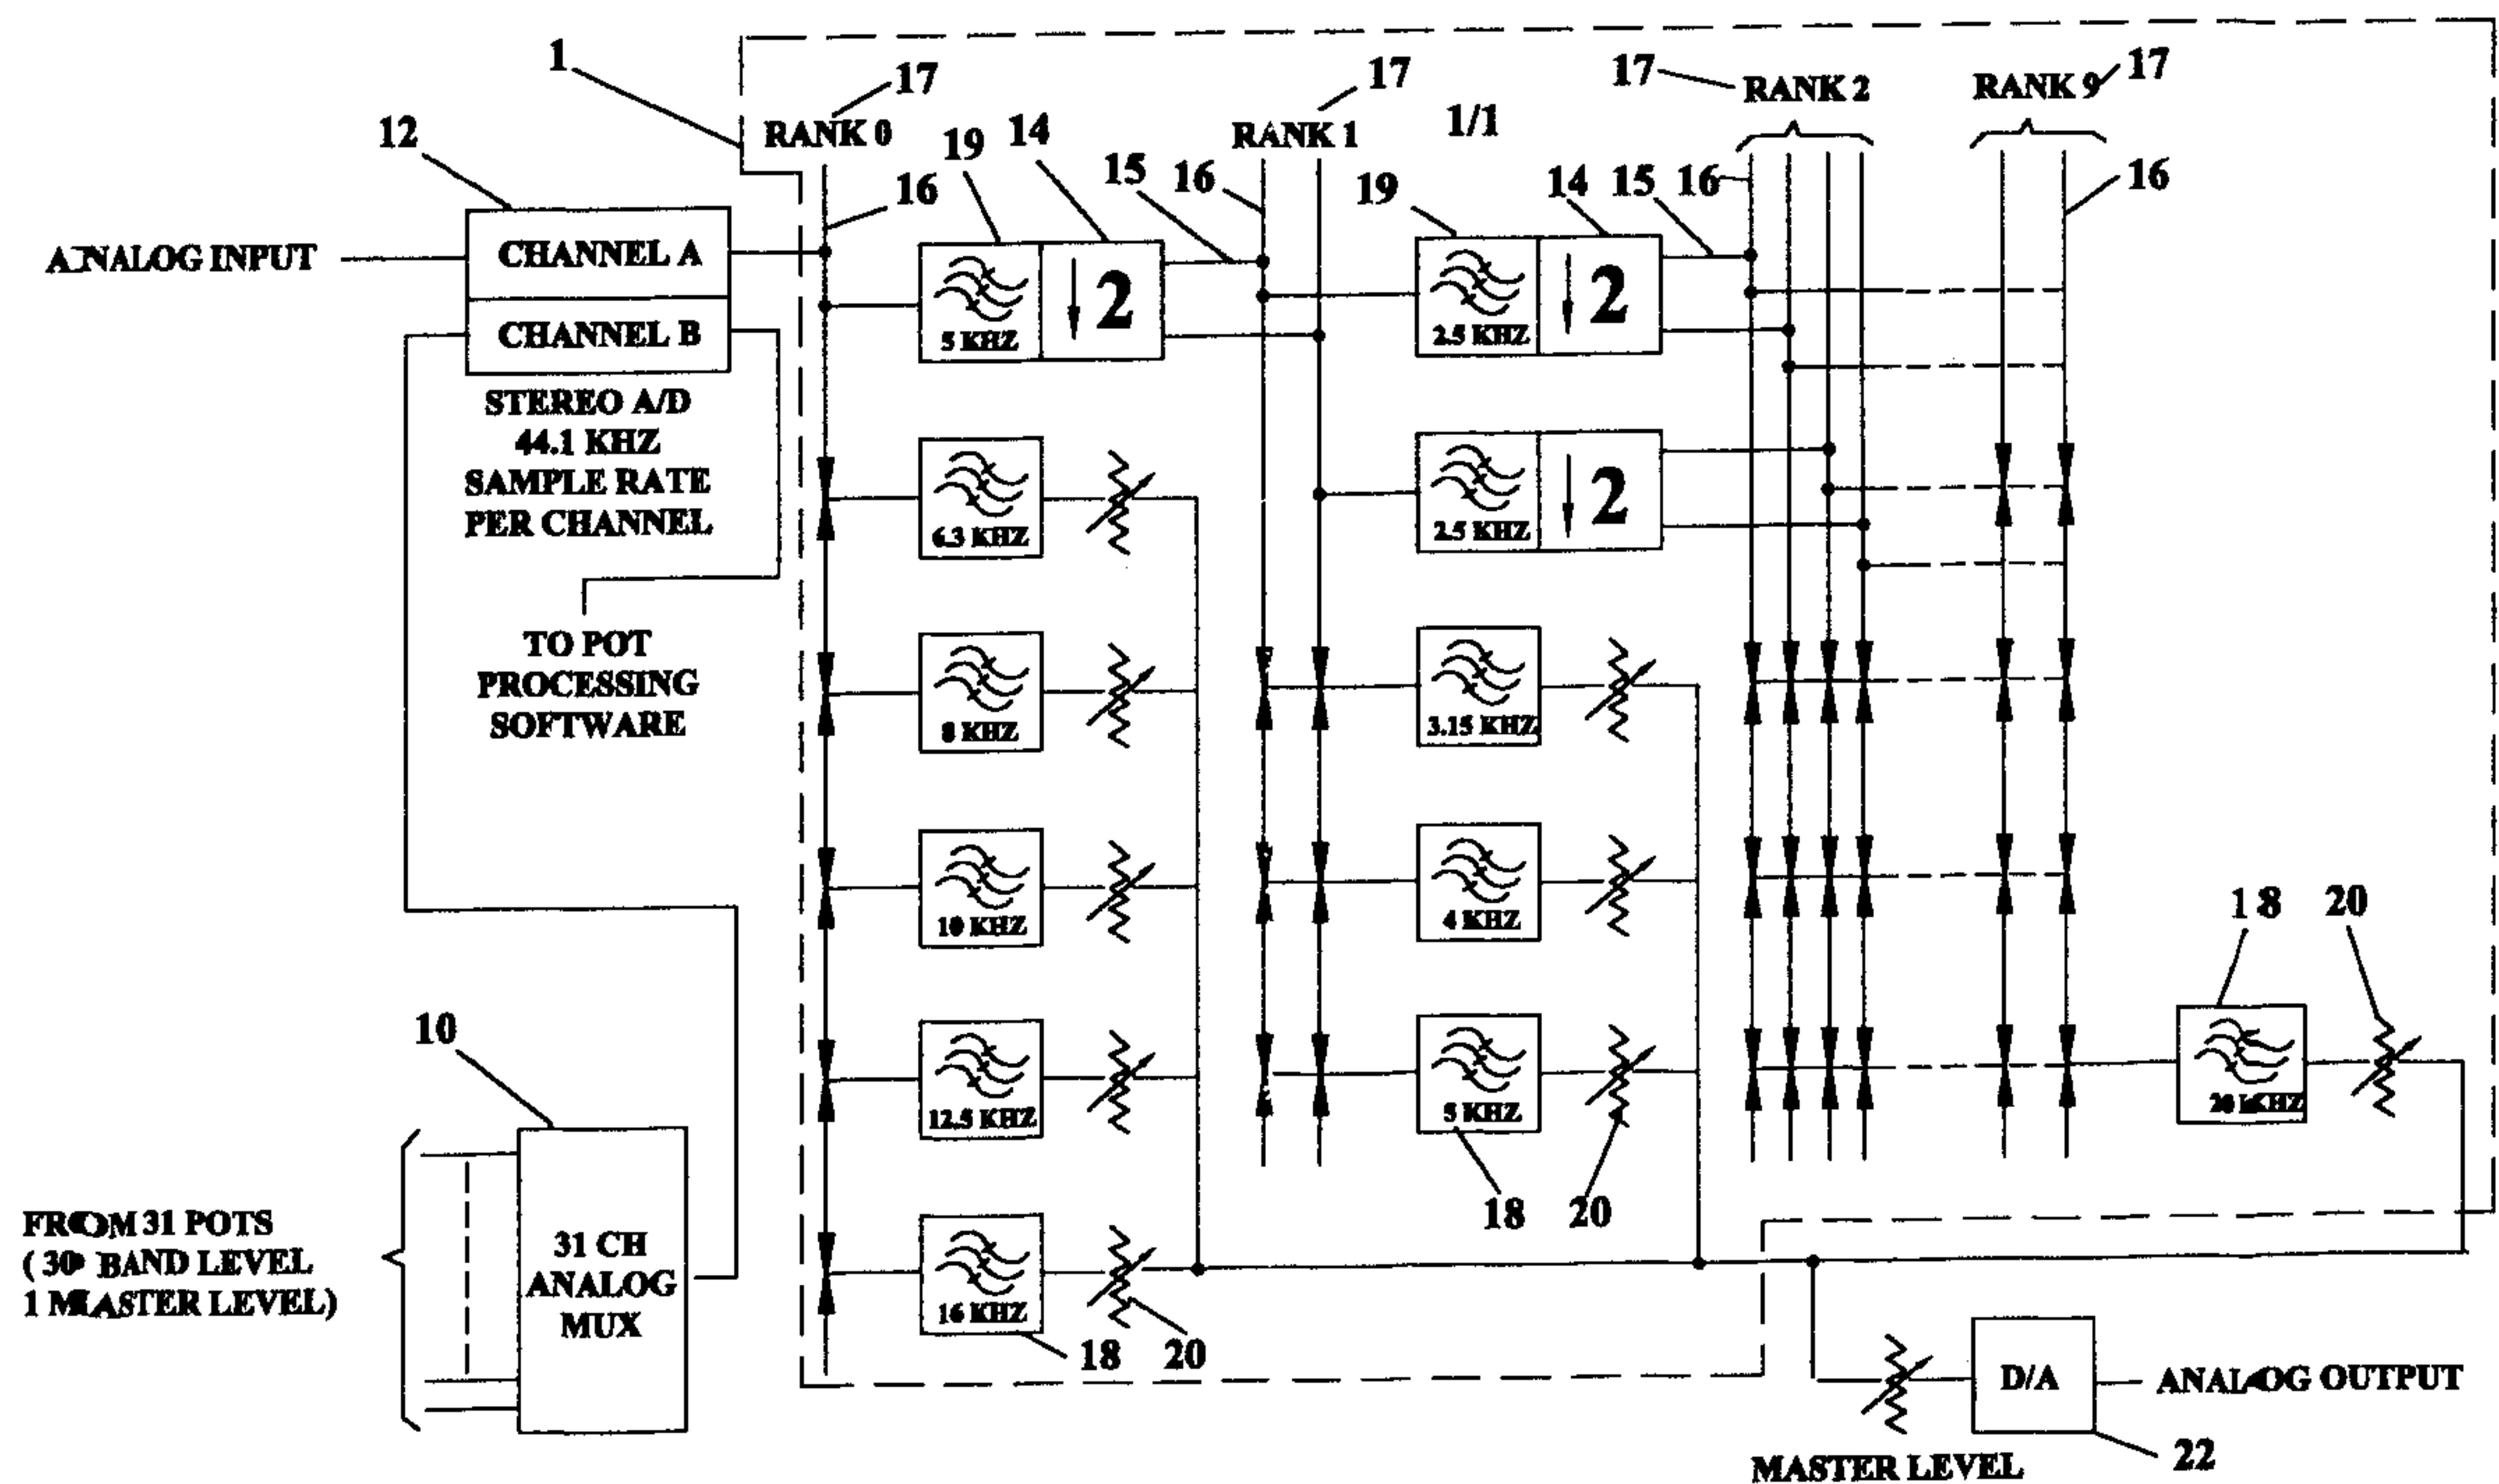 1
17
17
17
17
RANK 0
RANK 1
1/1
RANK 2
RANK 9
12
19
14
15
16
16
19
14
15
16
16
ANALOG INPUT
CHANNEL A
CHANNEL B
STEREO A/D
44.1 KHZ
SAMPLE RATE
PER CHANNEL
TO POT
PROCESSING
SOFTWARE
5 KHZ
2
2.5 KHZ
2
2.5 KHZ
2
6.3 KHZ
8 KHZ
3.15 KHZ
10 KHZ
4 KHZ
12.5 KHZ
5 KHZ
16 KHZ
18
20
18
20
18
20
10
FROM 31 POTS
( 30 BAND LEVEL
1 MASTER LEVEL)
31 CH
ANALOG
MUX
D/A
ANALOG OUTPUT
22
MASTER LEVEL